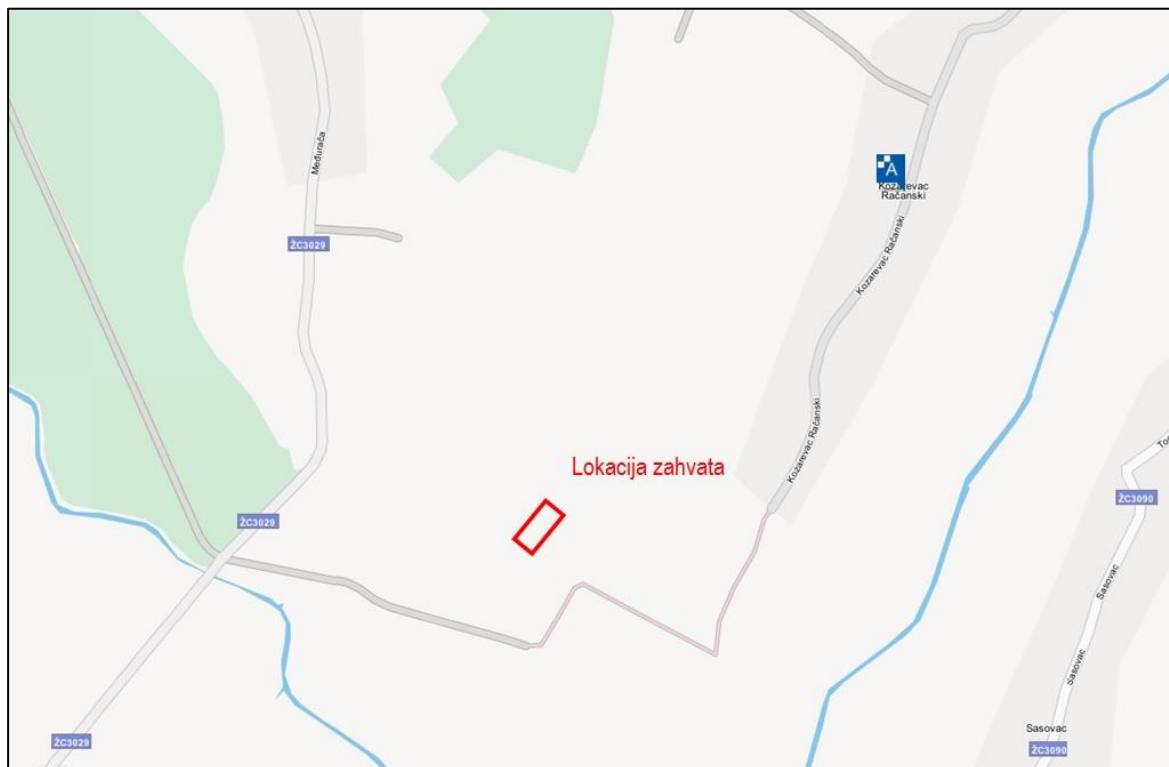 Međurača
A
Kozarevac
Račanski
ŽC3029
Kozarevac Račanski
Kozarevac Račanski
Lokacija zahvata
ŽC3090
ŽC3029
Sasovac
Sasovac
Sasovac
ŽC3029
ŽC3090